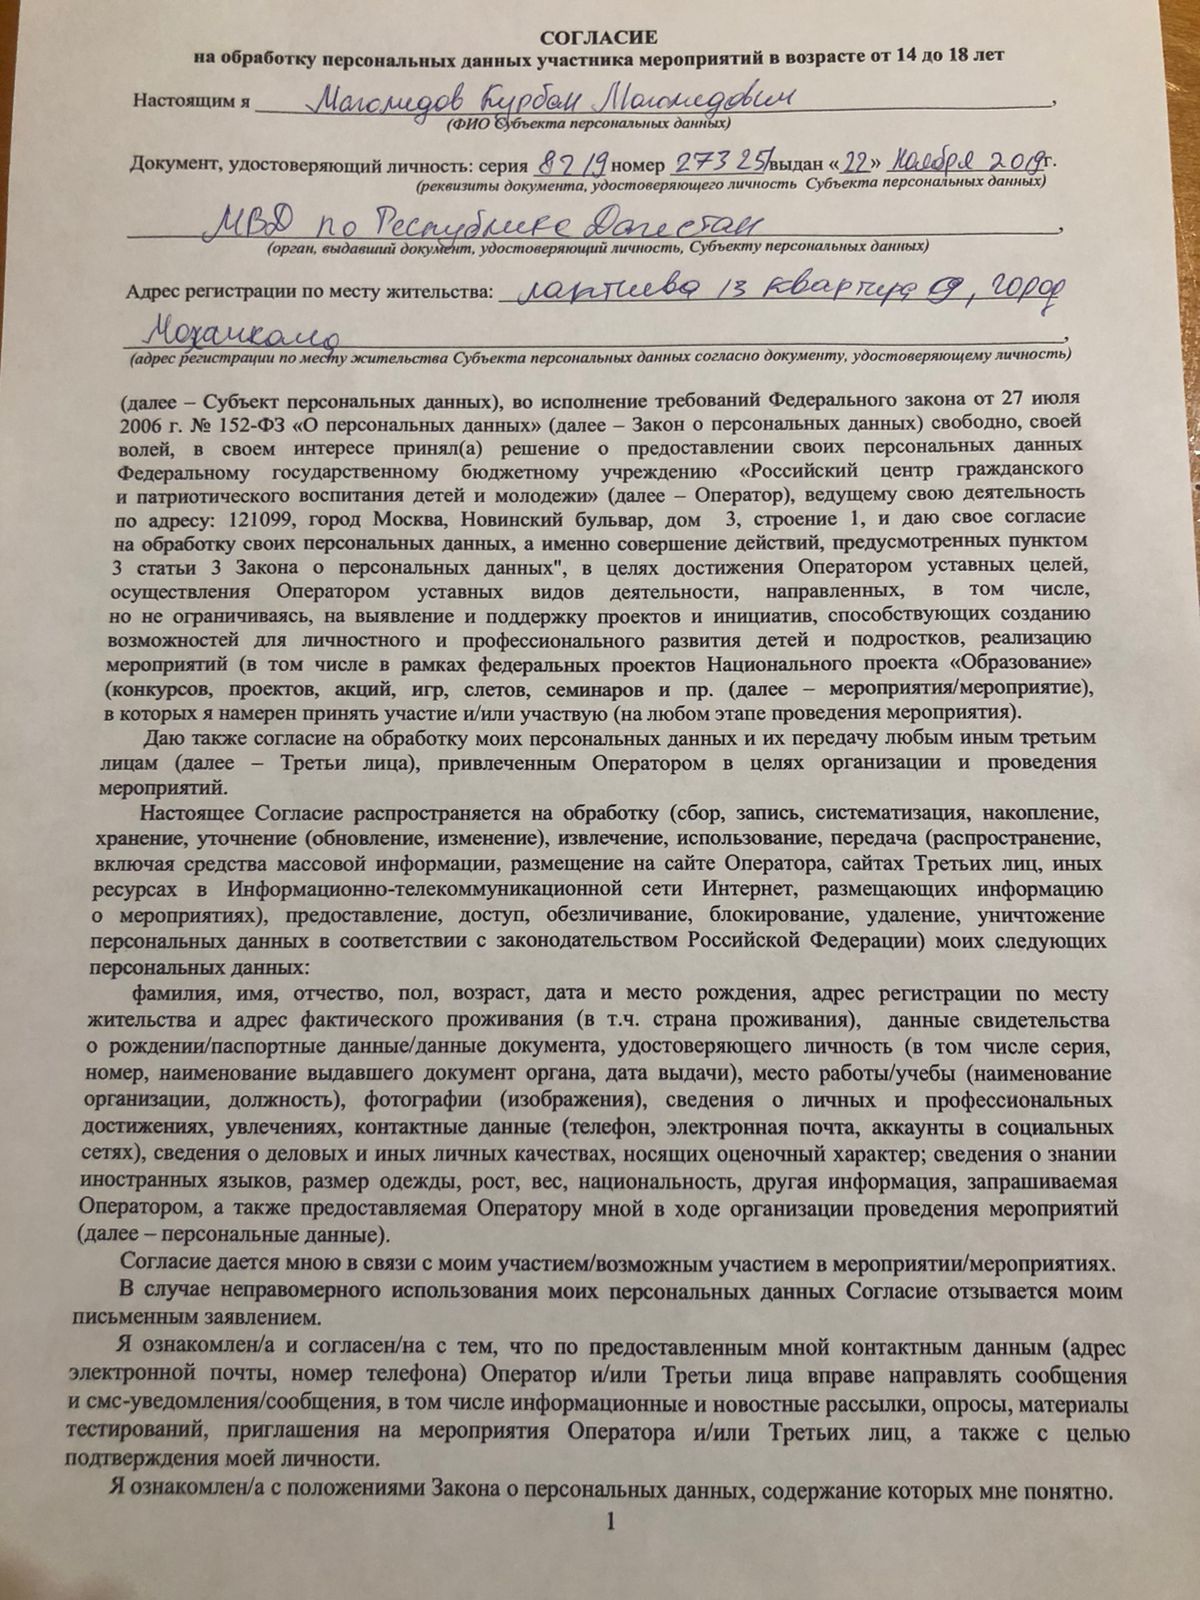 СОГЛАСИЕ
на обработку персональных данных участника мероприятий в возрасте от 14 до 18 лет
Настоящим я Магомедов Курбан Магомедович,
(ФИО Субъекта персональных данных)
Документ, удостоверяющий личность: серия 8219 номер выдан «22» Ноября 2019г.
(реквизиты документа, удостоверяющего личность Субъекта персональных данных)
МВД по Республике Дагестан,
(орган, выдавший документ, удостоверяющий личность, Субъекту персональных данных)
Адрес регистрации по месту жительства: 13 квартира 69, город
Махачкала,
(адрес регистрации по месту жительства Субъекта персональных данных согласно документу, удостоверяющему личность)
(далее – Субъект персональных данных), во исполнение требований Федерального закона от 27 июля
2006 г. № 152-ФЗ «О персональных данных» (далее – Закон о персональных данных) свободно, своей
волей, в своем интересе принял(а) решение о предоставлении своих персональных данных
Федеральному государственному бюджетному учреждению «Российский центр гражданского
и патриотического воспитания детей и молодежи» (далее – Оператор), ведущему свою деятельность
по адресу: 121099, город Москва, Новинский бульвар, дом 3, строение 1, и даю свое согласие
на обработку своих персональных данных, а именно совершение действий, предусмотренных пунктом
3 статьи 3 Закона о персональных данных", в целях достижения Оператором уставных целей,
осуществления Оператором уставных видов деятельности, направленных, в том числе,
но не ограничиваясь, на выявление и поддержку проектов и инициатив, способствующих созданию
возможностей для личностного и профессионального развития детей и подростков, реализацию
мероприятий (в том числе в рамках федеральных проектов Национального проекта «Образование»
(конкурсов, проектов, акций, игр, слетов, семинаров и пр. (далее – мероприятия/мероприятие),
в которых я намерен принять участие и/или участвую (на любом этапе проведения мероприятия).
Даю также согласие на обработку моих персональных данных и их передачу любым иным третьим
лицам (далее – Третьи лица), привлеченным Оператором в целях организации и проведения
мероприятий.
Настоящее Согласие распространяется на обработку (сбор, запись, систематизация, накопление,
хранение, уточнение (обновление, изменение), извлечение, использование, передача (распространение,
включая средства массовой информации, размещение на сайте Оператора, сайтах Третьих лиц, иных
ресурсах в Информационно-телекоммуникационной сети Интернет, размещающих информацию
о мероприятиях), предоставление, доступ, обезличивание, блокирование, удаление, уничтожение
персональных данных в соответствии с законодательством Российской Федерации) моих следующих
персональных данных:
фамилия, имя, отчество, пол, возраст, дата и место рождения, адрес регистрации по месту
жительства и адрес фактического проживания (в т.ч. страна проживания), данные свидетельства
о рождении/паспортные данные/данные документа, удостоверяющего личность (в том числе серия,
номер, наименование выдавшего документ органа, дата выдачи), место работы/учебы (наименование
организации, должность), фотографии (изображения), сведения о личных и профессиональных
достижениях, увлечениях, контактные данные (телефон, электронная почта, аккаунты в социальных
сетях), сведения о деловых и иных личных качествах, носящих оценочный характер; сведения о знании
иностранных языков, размер одежды, рост, вес, национальность, другая информация, запрашиваемая
Оператором, а также предоставляемая Оператору мной в ходе организации проведения мероприятий
(далее – персональные данные).
Согласие дается мною в связи с моим участием/возможным участием в мероприятии/мероприятиях.
В случае неправомерного использования моих персональных данных Согласие отзывается моим
письменным заявлением.
Я ознакомлен/а и согласен/на с тем, что по предоставленным мной контактным данным (адрес
электронной почты, номер телефона) Оператор и/или Третьи лица вправе направлять сообщения
и смс-уведомления/сообщения, в том числе информационные и новостные рассылки, опросы, материалы
тестирований, приглашения на мероприятия Оператора и/или Третьих лиц, а также с целью
подтверждения моей личности.
Я ознакомлен/а с положениями Закона о персональных данных, содержание которых мне понятно.
1